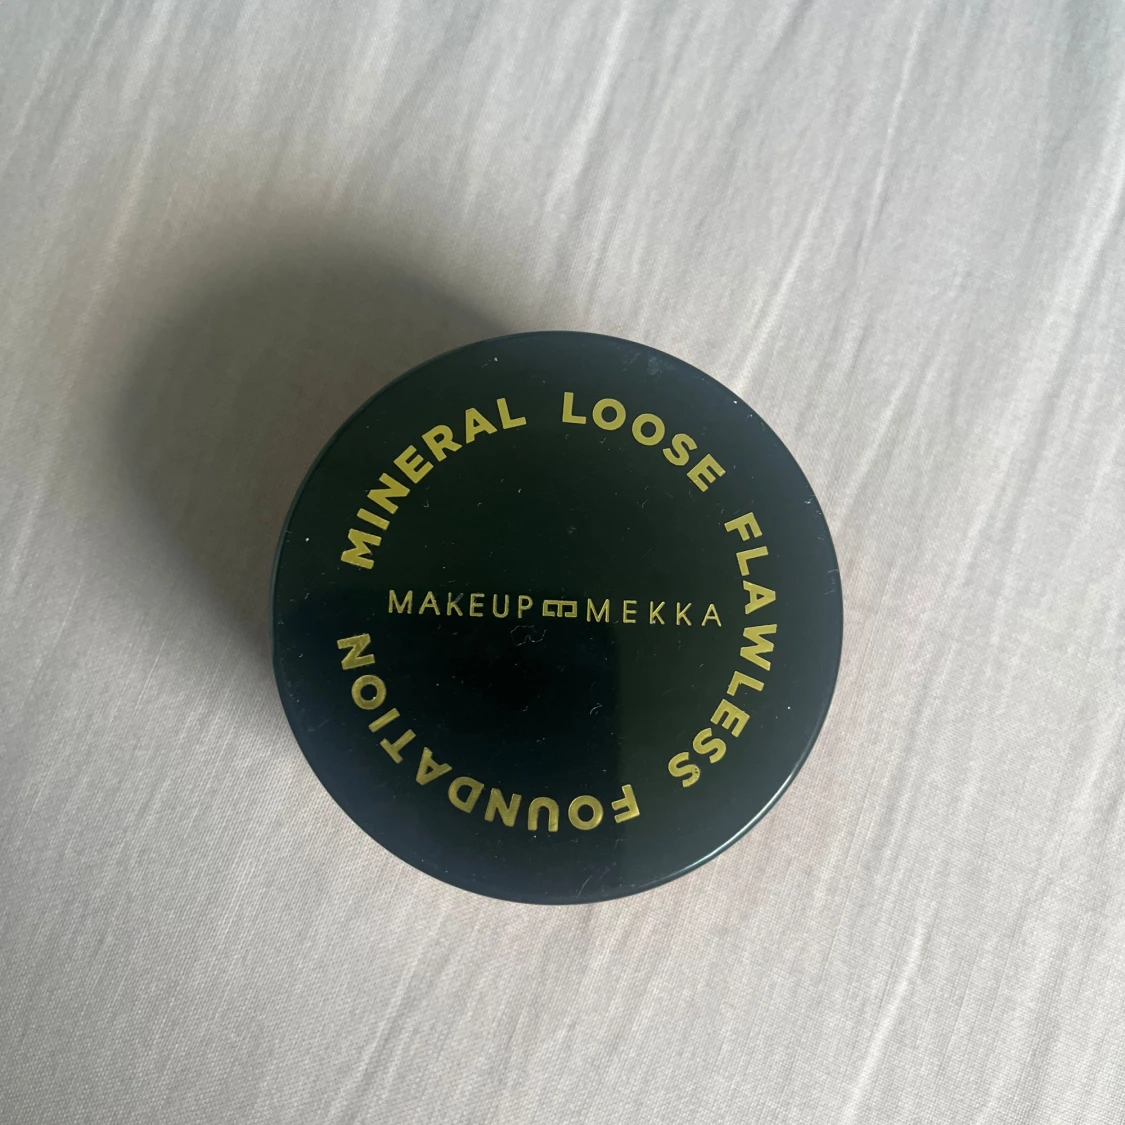 MINERAL LOOSE FLAWLESS FOUNDATION
MAKEUP MEKKA